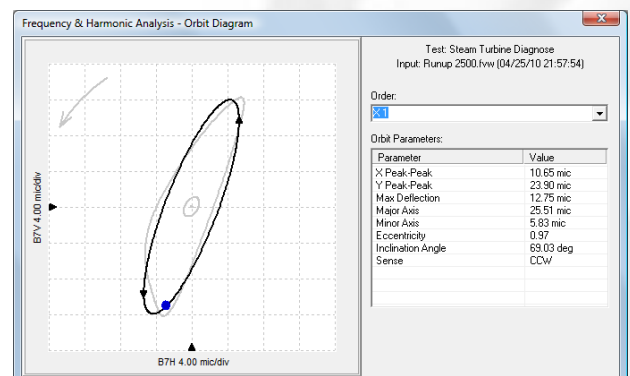 Frequency & Harmonic Analysis - Orbit Diagram
Test: Steam Turbine Diagnose
Input: Runup 2500.fvw (04/25/10 21:57:54)
Order:
X1
Orbit Parameters:
Parameter Value
X Peak-Peak 10.65 mic
Y Peak-Peak 23.90 mic
Max Deflection 12.75 mic
Major Axis 25.51 mic
Minor Axis 5.83 mic
Eccentricity 0.97
Inclination Angle 69.03 deg
Sense CCW
B7V 4.00 mic/div
B7H 4.00 mic/div